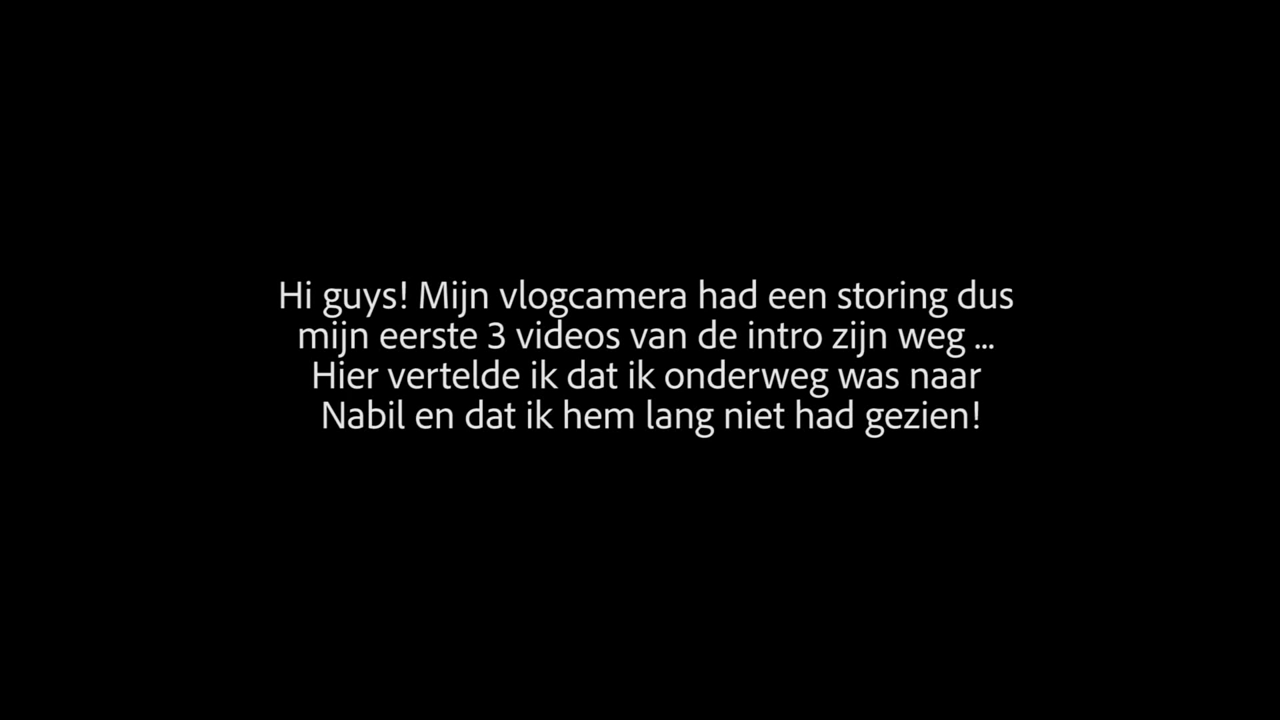 Hi guys! Mijn vlogcamera had een storing dus
mijn eerste 3 videos van de intro zijn weg ...
Hier vertelde ik dat ik onderweg was naar
Nabil en dat ik hem lang niet had gezien!